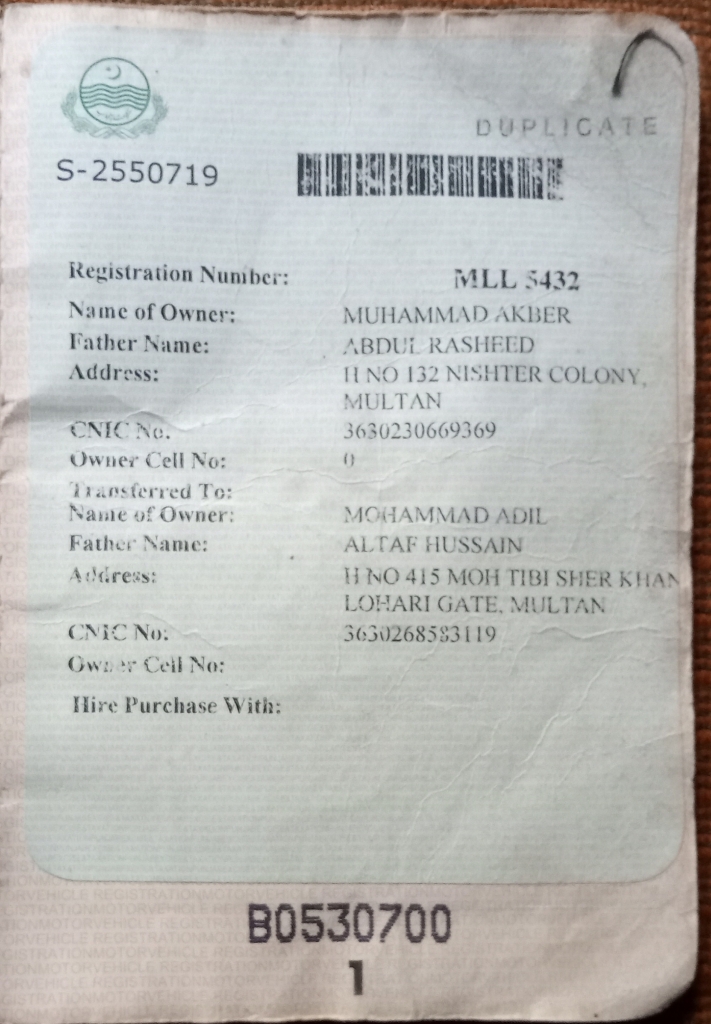 DUPLICATE
S-2550719
Registration Number: MLL 5432
Name of Owner: MUHAMMAD AKBER
Father Name: ABDUL RASHEED
Address: H NO 132 NISHTER COLONY,
MULTAN
CNIC No. 3630230669369
Owner Cell No: 0
Transferred To:
Name of Owner: MOHAMMAD ADIL
Father Name: ALTAF HUSSAIN
Address: H NO 415 MOH TIBI SHER KHAN
LOHARI GATE, MULTAN
CNIC No: 3630268583119
Owner Cell No:
Hire Purchase With:
B0530700
1